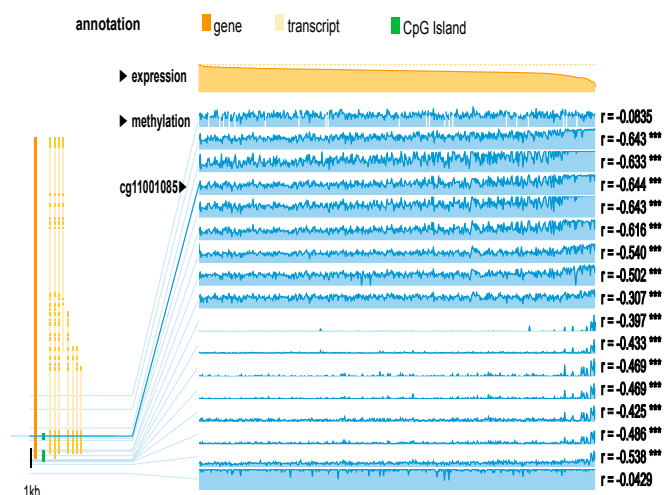 annotation gene transcript CpG Island
▶ expression
▶ methylation r = -0.0835
r = -0.643 ***
r = -0.633 ***
cg11001085▶ r = -0.644 ***
r = -0.643 ***
r = -0.616 ***
r = -0.540 ***
r = -0.502 ***
r = -0.307 ***
r = -0.397 ***
r = -0.433 ***
r = -0.469 ***
r = -0.469 ***
r = -0.425 ***
r = -0.486 ***
r = -0.538 ***
r = -0.0429
1kb